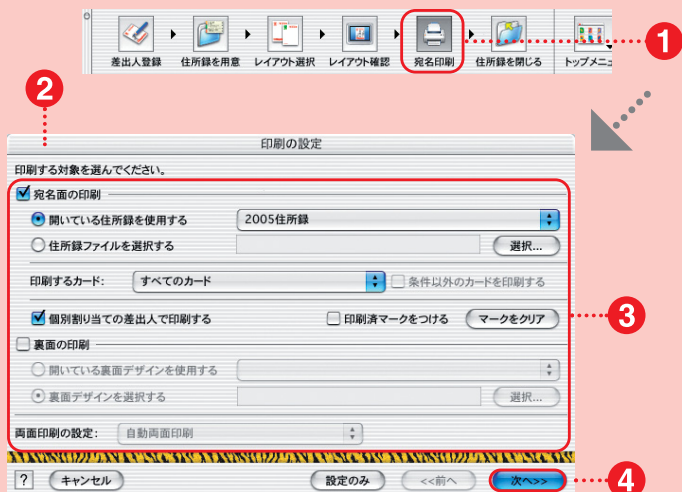 差出人登録 住所録を用意 レイアウト選択 レイアウト確認 宛名印刷 住所録を閉じる トップメニュ
1
2
印刷の設定
印刷する対象を選んでください。
宛名面の印刷
開いている住所録を使用する 2005住所録
住所録ファイルを選択する 選択...
印刷するカード: すべてのカード 条件以外のカードを印刷する
個別割り当ての差出人で印刷する 印刷済マークをつける マークをクリア
3
裏面の印刷
開いている裏面デザインを使用する
裏面デザインを選択する 選択...
両面印刷の設定: 自動両面印刷
? キャンセル 設定のみ <<前へ 次へ>>
4